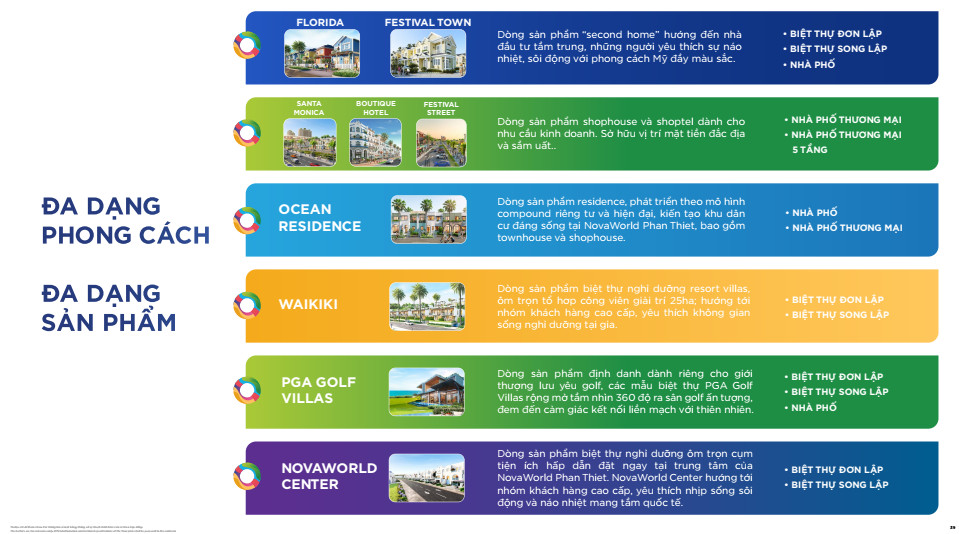 ĐA DẠNG
PHONG CÁCH
ĐA DẠNG
SẢN PHẨM
FLORIDA
FESTIVAL TOWN
Dòng sản phẩm “second home” hướng đến nhà
đầu tư tầm trung, những người yêu thích sự náo
nhiệt, sôi động với phong cách Mỹ đầy màu sắc.
• BIỆT THỰ ĐƠN LẬP
• BIỆT THỰ SONG LẬP
• NHÀ PHỐ
SANTA
MONICA
BOUTIQUE
HOTEL
FESTIVAL
STREET
Dòng sản phẩm shophouse và shoptel dành cho
nhu cầu kinh doanh. Sở hữu vị trí mặt tiền đắc địa
và sầm uất..
• NHÀ PHỐ THƯƠNG MẠI
• NHÀ PHỐ THƯƠNG MẠI
5 TẦNG
OCEAN
RESIDENCE
Dòng sản phẩm residence, phát triển theo mô hình
compound riêng tư và hiện đại, kiến tạo khu dân
cư đáng sống tại NovaWorld Phan Thiet, bao gồm
townhouse và shophouse.
• NHÀ PHỐ
• NHÀ PHỐ THƯƠNG MẠI
WAIKIKI
Dòng sản phẩm biệt thự nghỉ dưỡng resort villas,
ôm trọn tổ hợp công viên giải trí 25ha; hướng tới
nhóm khách hàng cao cấp, yêu thích không gian
sống nghỉ dưỡng tại gia.
• BIỆT THỰ ĐƠN LẬP
• BIỆT THỰ SONG LẬP
PGA GOLF
VILLAS
Dòng sản phẩm định danh dành riêng cho giới
thượng lưu yêu golf, các mẫu biệt thự PGA Golf
Villas rộng mở tầm nhìn 360 độ ra sân golf ấn tượng,
đem đến cảm giác kết nối liền mạch với thiên nhiên.
• BIỆT THỰ ĐƠN LẬP
• BIỆT THỰ SONG LẬP
• NHÀ PHỐ
NOVAWORLD
CENTER
Dòng sản phẩm biệt thự nghỉ dưỡng ôm trọn cụm
tiện ích hấp dẫn đặt ngay tại trung tâm của
NovaWorld Phan Thiet. NovaWorld Center hướng tới
nhóm khách hàng cao cấp, yêu thích nhịp sống sôi
động và náo nhiệt mang tầm quốc tế.
• BIỆT THỰ ĐƠN LẬP
• BIỆT THỰ SONG LẬP